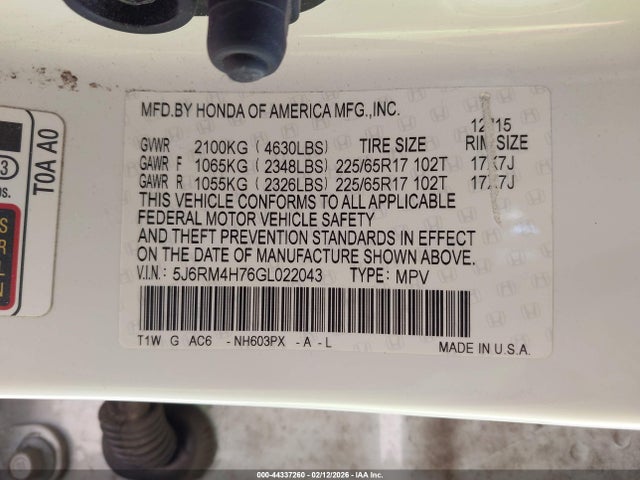 MFD.BY HONDA OF AMERICA MFG.,INC.
12/15
GVWR 2100KG ( 4630LBS) TIRE SIZE RIM SIZE
GAWR F 1065KG ( 2348LBS) 225/65R17 102T 17X7J
GAWR R 1055KG ( 2326LBS) 225/65R17 102T 17X7J
THIS VEHICLE CONFORMS TO ALL APPLICABLE
FEDERAL MOTOR VEHICLE SAFETY
AND THEFT PREVENTION STANDARDS IN EFFECT
ON THE DATE OF MANUFACTURE SHOWN ABOVE.
V.I.N.: 5J6RM4H76GL022043 TYPE: MPV
T1W G AC6 -NH603PX -A -L
MADE IN U.S.A.
T0A A0
3
000-44337260 - 02/12/2026 - IAA Inc.